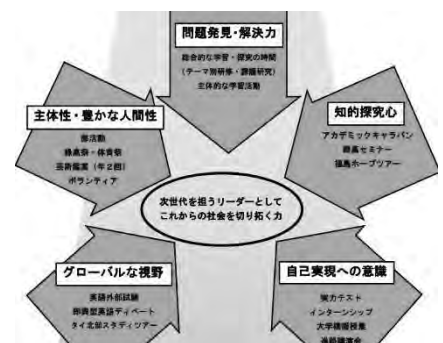 問題発見・解決力
総合的な学習・探究の時間
(テーマ別研修・課題研究)
主体的な学習活動
主体性・豊かな人間性
部活動
体育祭
芸術鑑賞(年2回)
ボランティア
知的探究心
アカデミックキャラバン
セミナー
福島ホープツアー
次世代を担うリーダーとして
これからの社会を切り拓く力
グローバルな視野
英語外部試験
即興型英語ディベート
タイ北部スタディツアー
自己実現への意識
実力テスト
インターンシップ
大学模擬授業
進路講演会